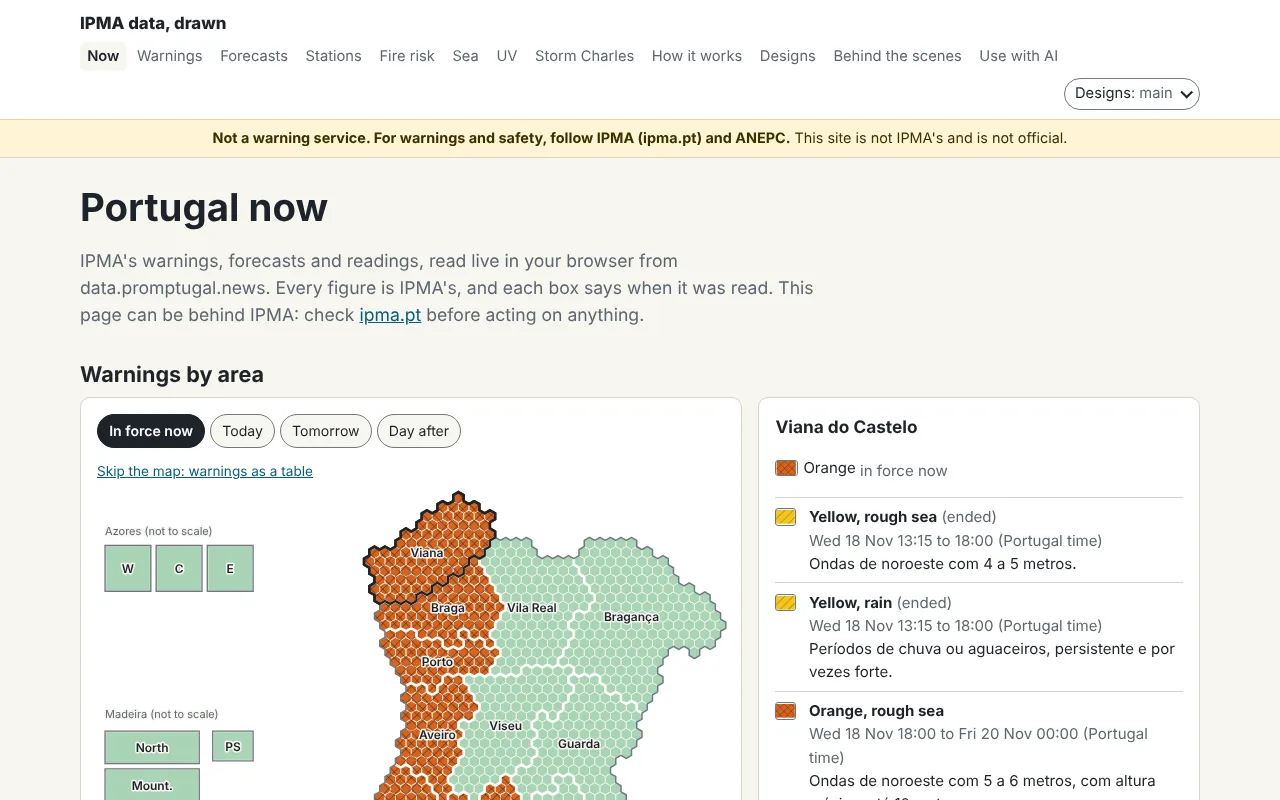 IPMA data, drawn
Now Warnings Forecasts Stations Fire risk Sea UV Storm Charles How it works Designs Behind the scenes Use with AI
Designs: main
Not a warning service. For warnings and safety, follow IPMA (ipma.pt) and ANEPC. This site is not IPMA's and is not official.
Portugal now
IPMA's warnings, forecasts and readings, read live in your browser from
data.promptugal.news. Every figure is IPMA's, and each box says when it was read. This
page can be behind IPMA: check ipma.pt before acting on anything.
Warnings by area
In force now Today Tomorrow Day after
Skip the map: warnings as a table
Azores (not to scale)
W C E
Madeira (not to scale)
North PS
Mount.
Viana
Braga
Vila Real
Bragança
Porto
Viseu
Aveiro
Guarda
Viana do Castelo
Orange in force now
Yellow, rough sea (ended)
Wed 18 Nov 13:15 to 18:00 (Portugal time)
Ondas de noroeste com 4 a 5 metros.
Yellow, rain (ended)
Wed 18 Nov 13:15 to 18:00 (Portugal time)
Períodos de chuva ou aguaceiros, persistente e por
vezes forte.
Orange, rough sea
Wed 18 Nov 18:00 to Fri 20 Nov 00:00 (Portugal
time)
Ondas de noroeste com 5 a 6 metros, com altura